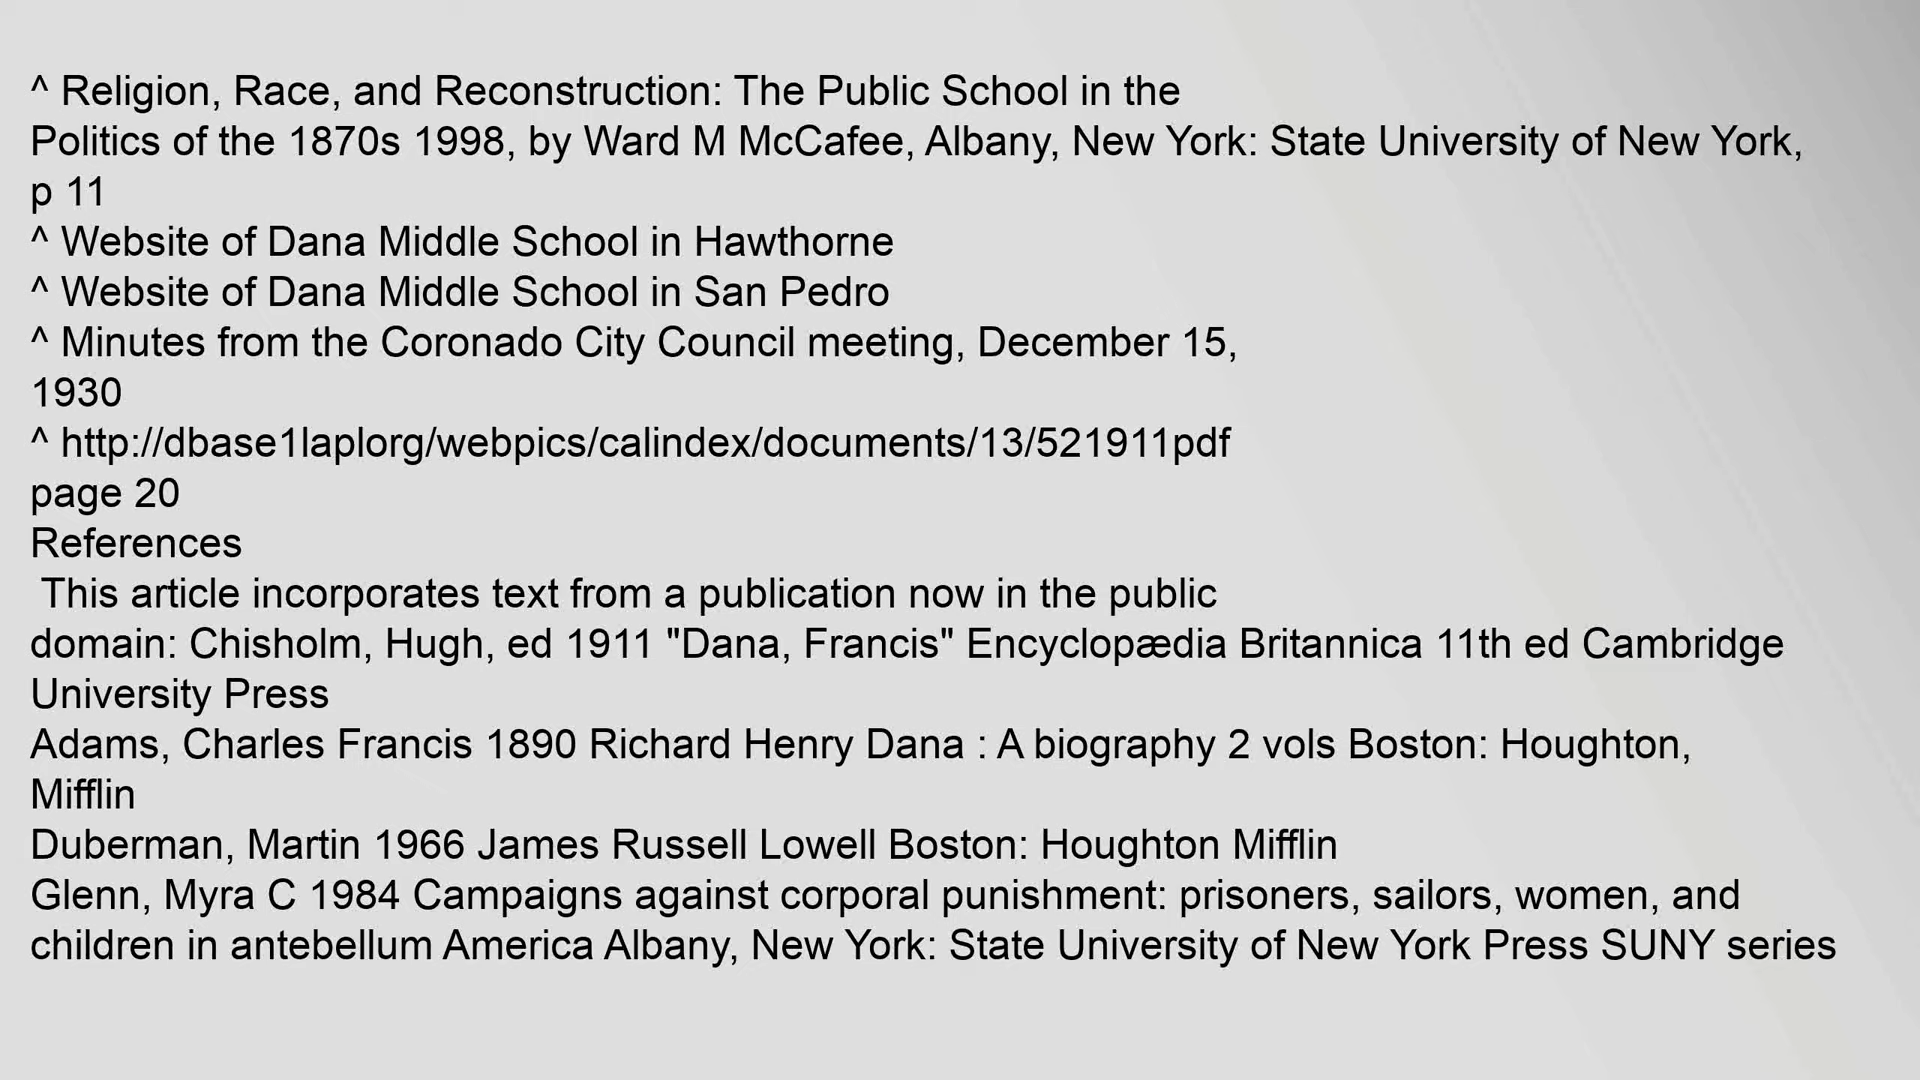 ^ Religion, Race, and Reconstruction: The Public School in the
Politics of the 1870s 1998, by Ward M McCafee, Albany, New York: State University of New York,
p 11
^ Website of Dana Middle School in Hawthorne
^ Website of Dana Middle School in San Pedro
^ Minutes from the Coronado City Council meeting, December 15,
1930
^ http://dbase1laplorg/webpics/calindex/documents/13/521911pdf
page 20
References
This article incorporates text from a publication now in the public
domain: Chisholm, Hugh, ed 1911 "Dana, Francis" Encyclopædia Britannica 11th ed Cambridge
University Press
Adams, Charles Francis 1890 Richard Henry Dana : A biography 2 vols Boston: Houghton,
Mifflin
Duberman, Martin 1966 James Russell Lowell Boston: Houghton Mifflin
Glenn, Myra C 1984 Campaigns against corporal punishment: prisoners, sailors, women, and
children in antebellum America Albany, New York: State University of New York Press SUNY series